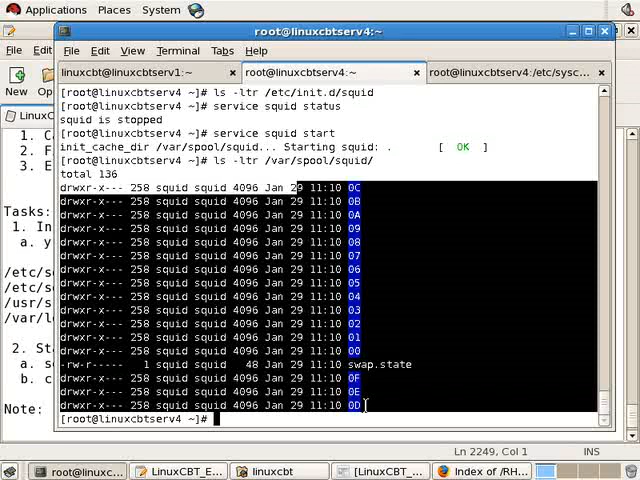 Applications Places System
root@linuxcbtserv4:~
File
File Edit View Terminal Tabs Help
linuxcbt@linuxcbtserv1:~ root@linuxcbtserv4:~ root@linuxcbtserv4:/etc/sysc...
New
[root@linuxcbtserv4 ~]# ls -ltr /etc/init.d/squid
[root@linuxcbtserv4 ~]# service squid status
squid is stopped
[root@linuxcbtserv4 ~]# service squid start
init_cache_dir /var/spool/squid... Starting squid: . [ OK ]
[root@linuxcbtserv4 ~]# ls -ltr /var/spool/squid/
total 136
drwxr-x--- 258 squid squid 4096 Jan 29 11:10 0C
drwxr-x--- 258 squid squid 4096 Jan 29 11:10 0B
drwxr-x--- 258 squid squid 4096 Jan 29 11:10 0A
drwxr-x--- 258 squid squid 4096 Jan 29 11:10 09
drwxr-x--- 258 squid squid 4096 Jan 29 11:10 08
drwxr-x--- 258 squid squid 4096 Jan 29 11:10 07
drwxr-x--- 258 squid squid 4096 Jan 29 11:10 06
drwxr-x--- 258 squid squid 4096 Jan 29 11:10 05
drwxr-x--- 258 squid squid 4096 Jan 29 11:10 04
drwxr-x--- 258 squid squid 4096 Jan 29 11:10 03
drwxr-x--- 258 squid squid 4096 Jan 29 11:10 02
drwxr-x--- 258 squid squid 4096 Jan 29 11:10 01
drwxr-x--- 258 squid squid 4096 Jan 29 11:10 00
-rw-r----- 1 squid squid 48 Jan 29 11:10 swap.state
drwxr-x--- 258 squid squid 4096 Jan 29 11:10 0F
drwxr-x--- 258 squid squid 4096 Jan 29 11:10 0E
drwxr-x--- 258 squid squid 4096 Jan 29 11:10 0D
[root@linuxcbtserv4 ~]#
1.
2.
3.
Tasks:
1. In
a.
/var/l
2. St
a.
b.
Note:
Ln 2249, Col 1 INS
root@linuxc... LinuxCBT_E... linuxcbt [LinuxCBT_... Index of /RH...